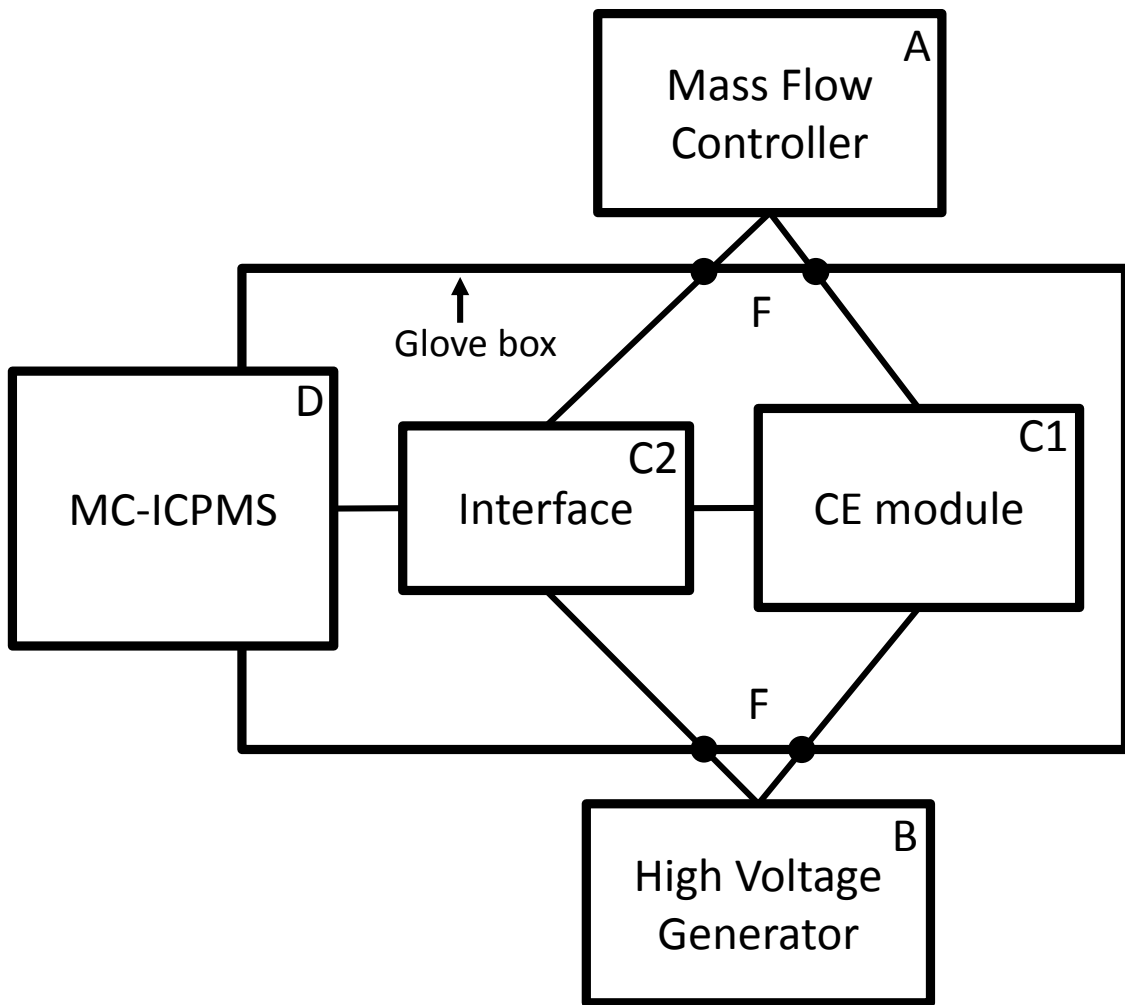 A
Mass Flow
Controller
F
Glove box
D
MC-ICPMS
C2
Interface
C1
CE module
F
B
High Voltage
Generator